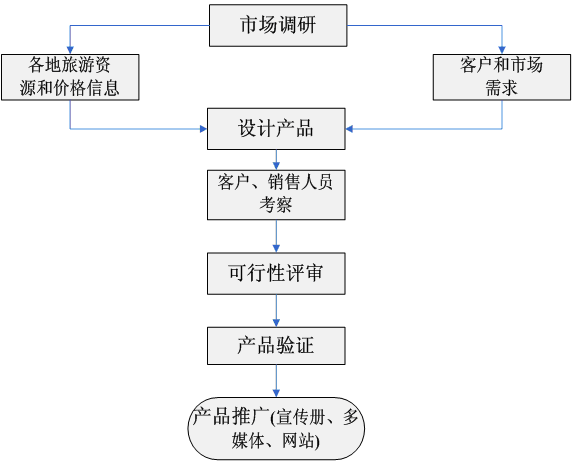 市场调研
各地旅游资
源和价格信息
客户和市场
需求
设计产品
客户、销售人员
考察
可行性评审
产品验证
产品推广(宣传册、多
媒体、网站)